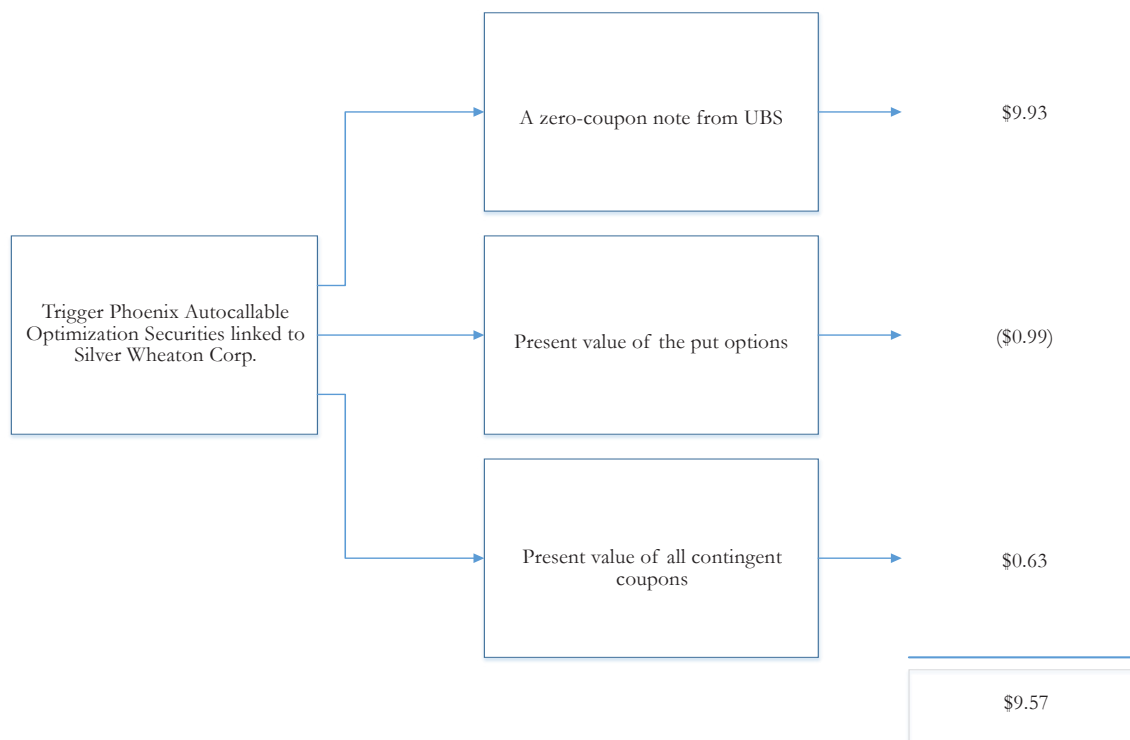 A zero-coupon note from UBS
$9.93
Trigger Phoenix Autocallable
Optimization Securities linked to
Silver Wheaton Corp.
Present value of the put options
($0.99)
Present value of all contingent
coupons
$0.63
$9.57